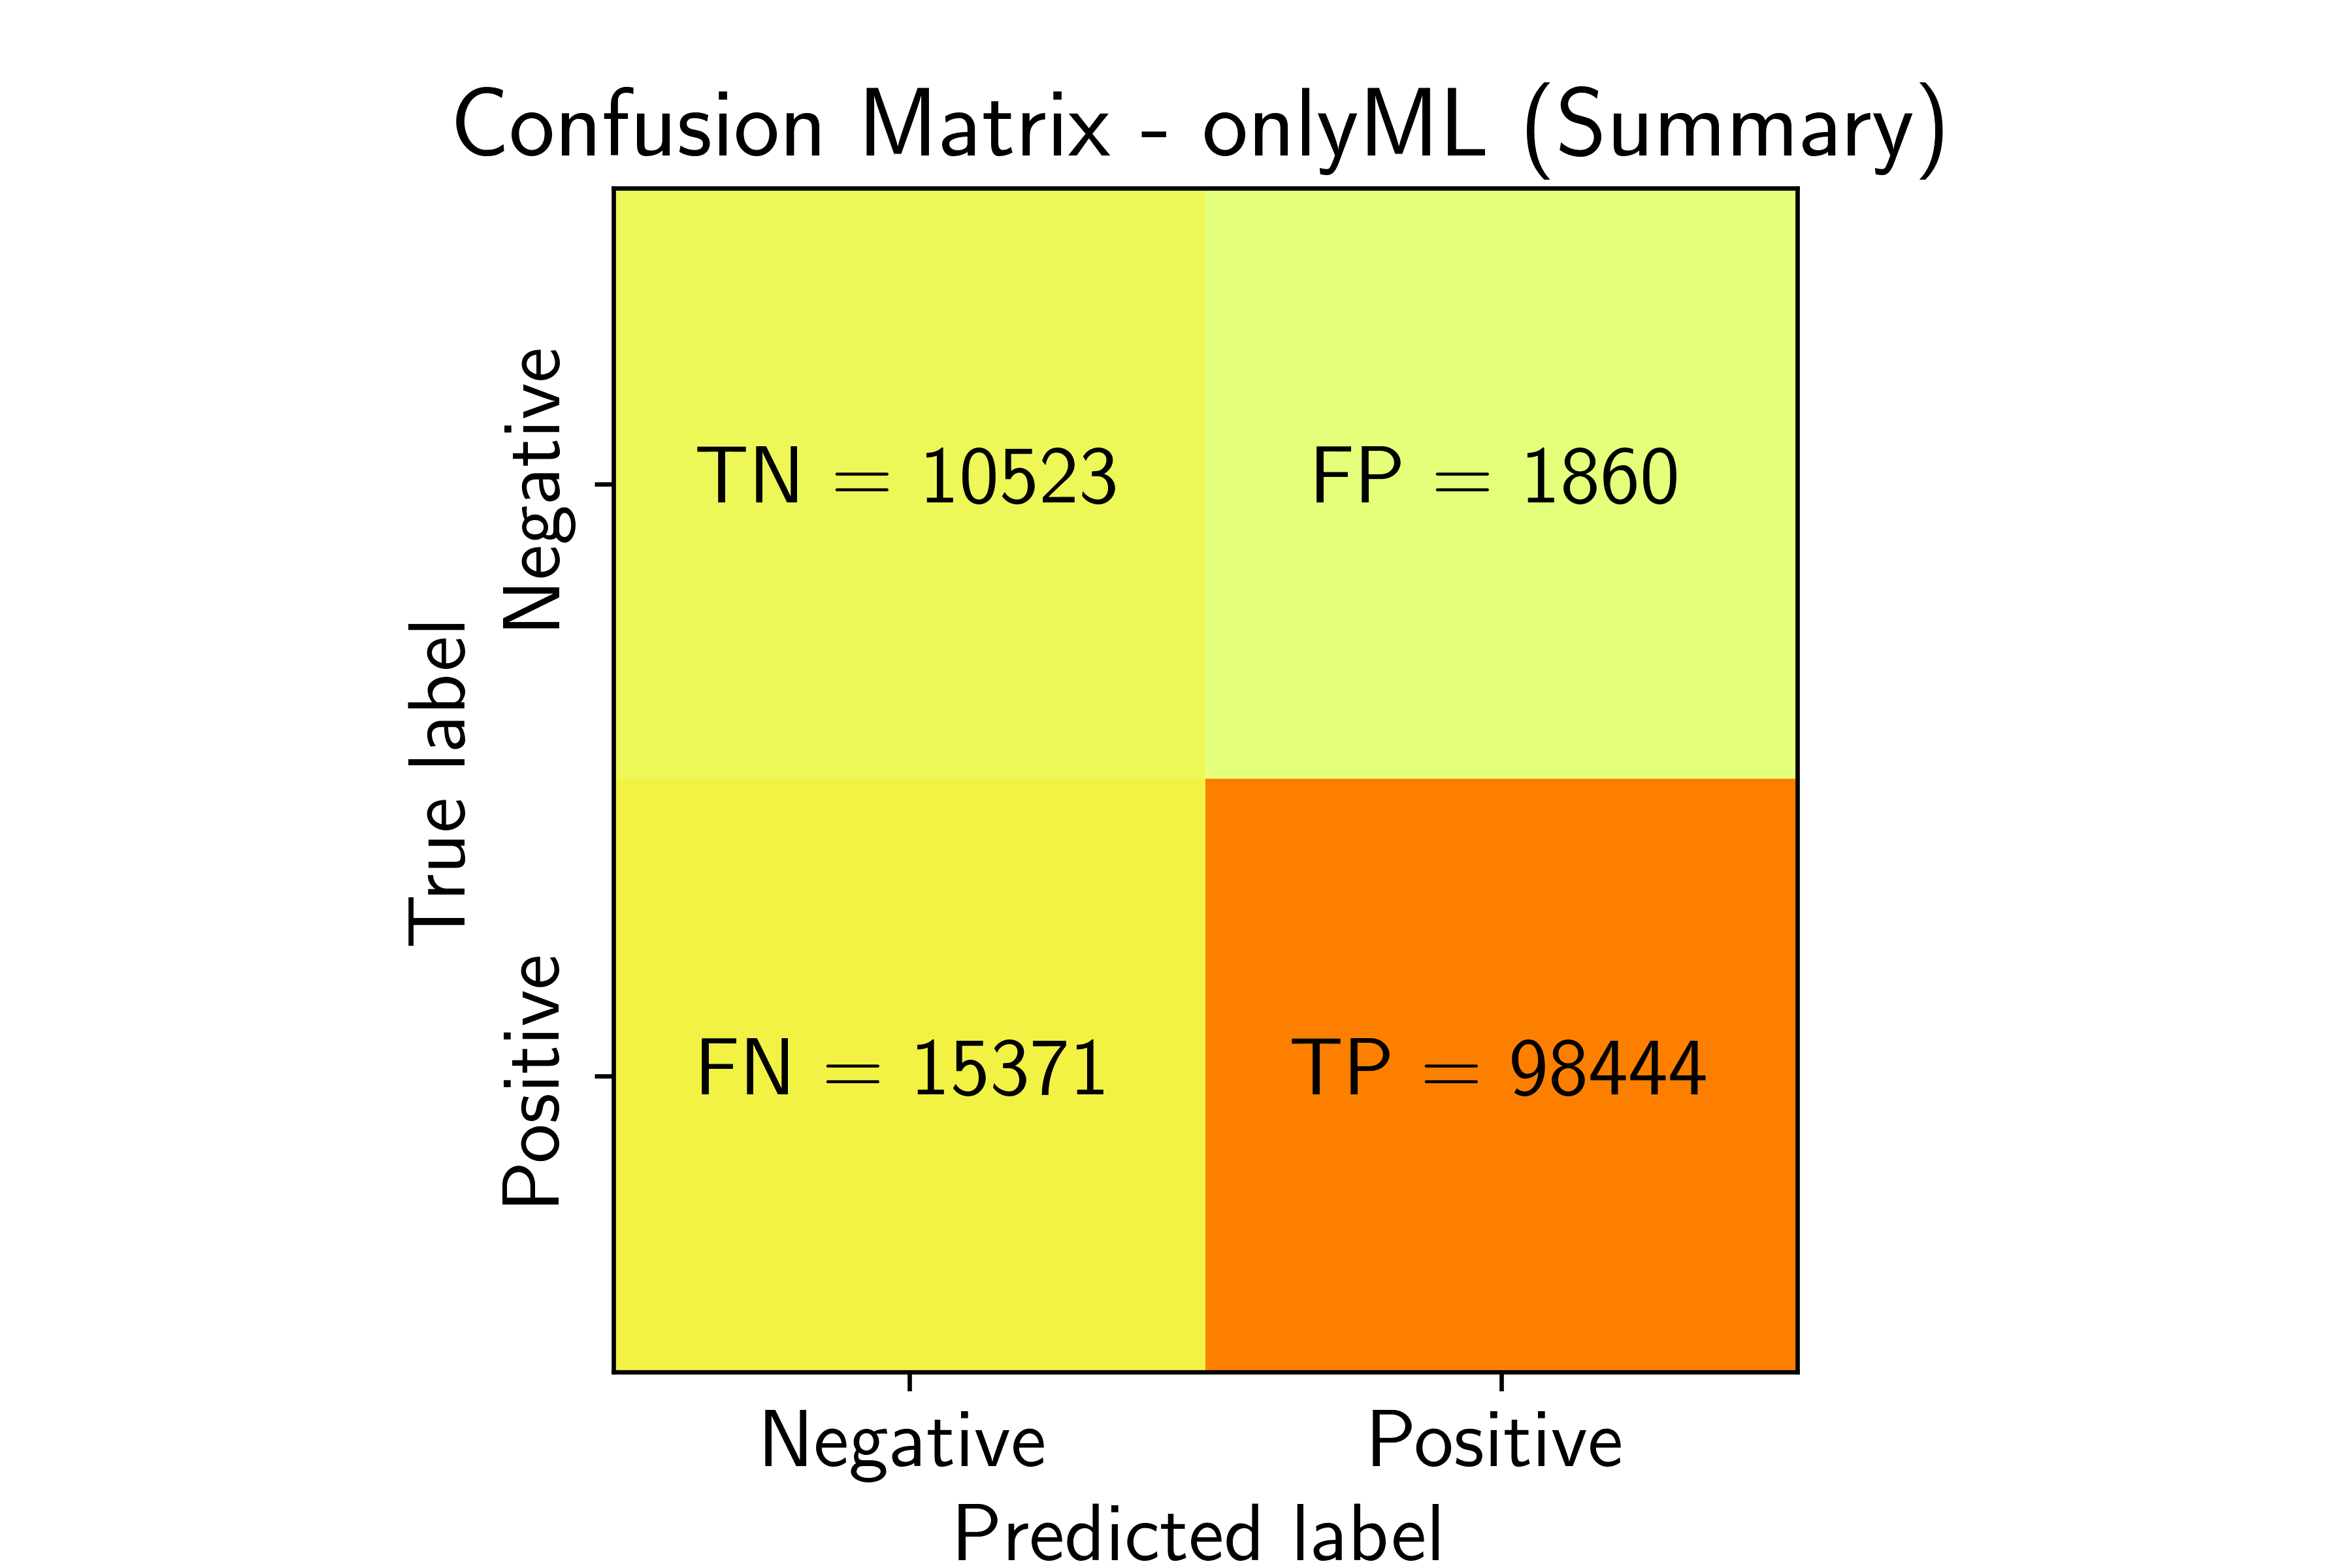 Confusion Matrix - onlyML (Summary)
True label
Negative
TN = 10523
FP = 1860
Positive
FN = 15371
TP = 98444
Negative
Positive
Predicted label